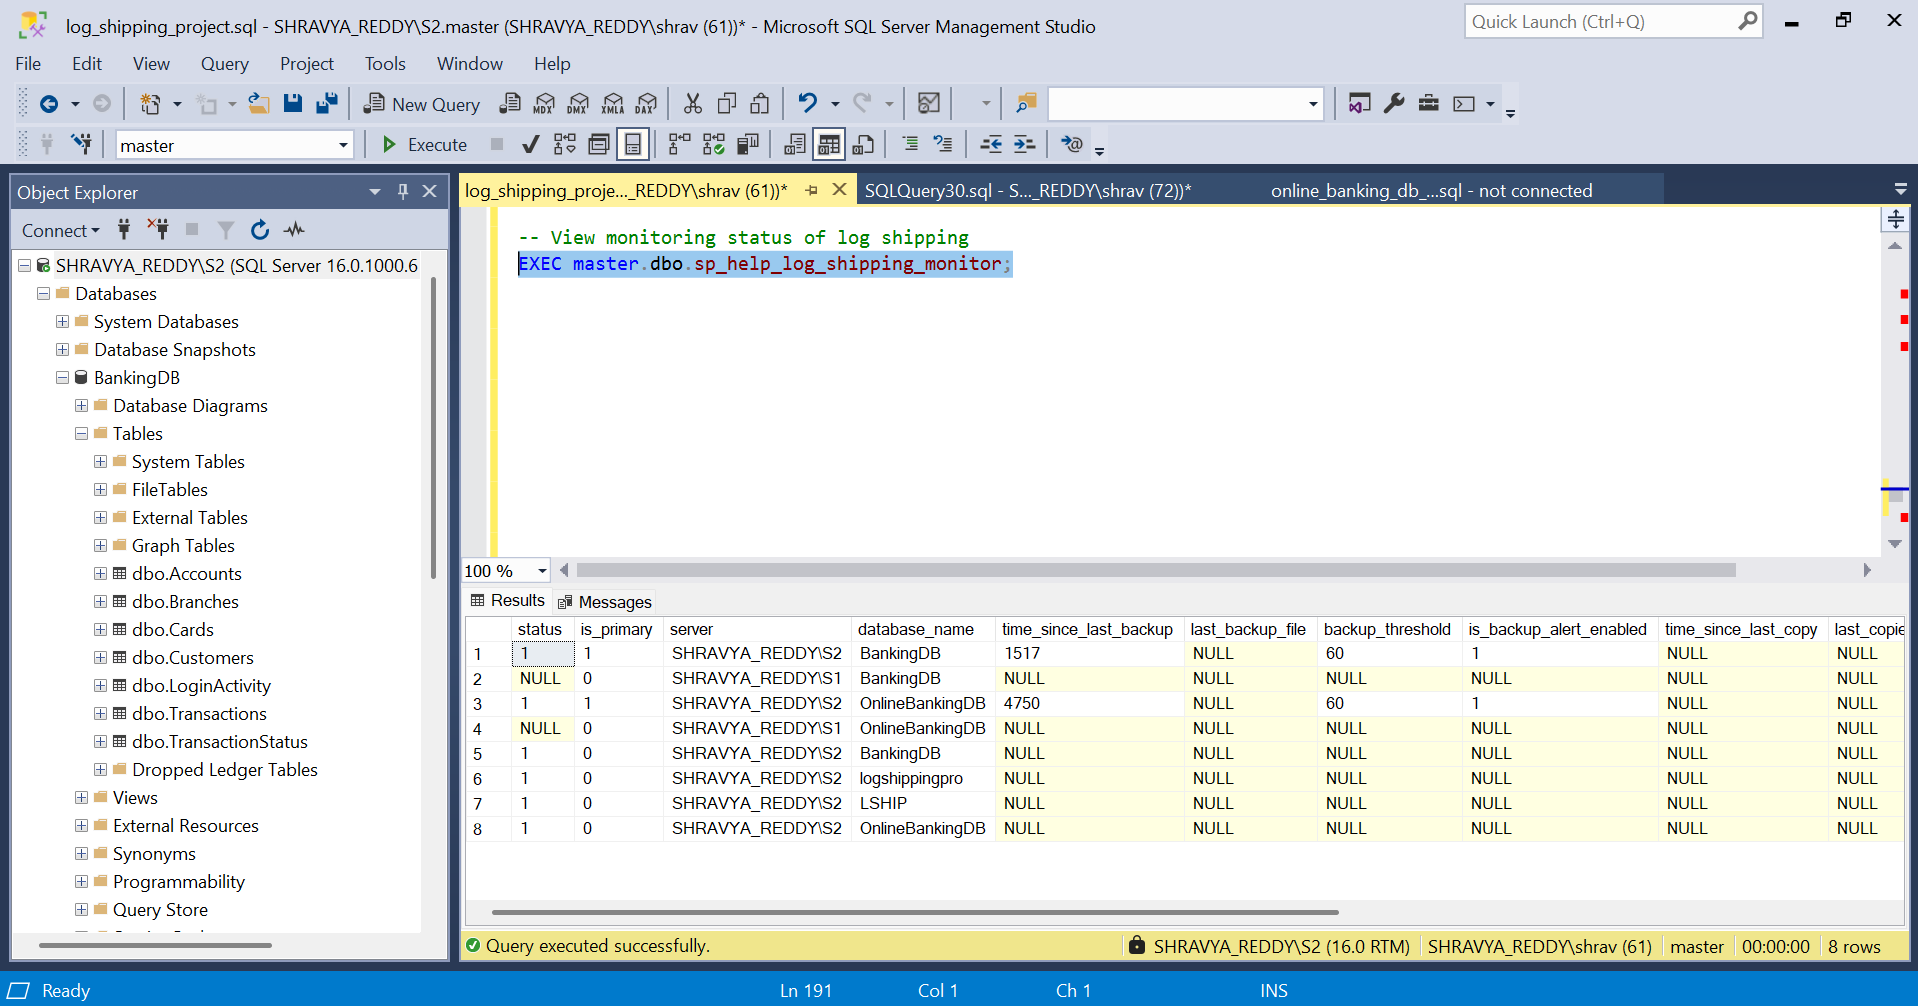 log_shipping_project.sql - SHRAVYA_REDDY\S2.master (SHRAVYA_REDDY\shrav (61))* - Microsoft SQL Server Management Studio
Quick Launch (Ctrl+Q)
File Edit View Query Project Tools Window Help
New Query MDX DMX XMLA DAX
master Execute
Object Explorer
log_shipping_proje..._REDDY\shrav (61))* SQLQuery30.sql - S..._REDDY\shrav (72))* online_banking_db_...sql - not connected
Connect
SHRAVYA_REDDY\S2 (SQL Server 16.0.1000.6
Databases
System Databases
Database Snapshots
BankingDB
Database Diagrams
Tables
System Tables
FileTables
External Tables
Graph Tables
dbo.Accounts
dbo.Branches
dbo.Cards
dbo.Customers
dbo.LoginActivity
dbo.Transactions
dbo.TransactionStatus
Dropped Ledger Tables
Views
External Resources
Synonyms
Programmability
Query Store
-- View monitoring status of log shipping
EXEC master.dbo.sp_help_log_shipping_monitor;
100 %
Results Messages
status is_primary server database_name time_since_last_backup last_backup_file backup_threshold is_backup_alert_enabled time_since_last_copy last_copie
1 1 1 SHRAVYA_REDDY\S2 BankingDB 1517 NULL 60 1 NULL NULL
2 NULL 0 SHRAVYA_REDDY\S1 BankingDB NULL NULL NULL NULL NULL NULL
3 1 1 SHRAVYA_REDDY\S2 OnlineBankingDB 4750 NULL 60 1 NULL NULL
4 NULL 0 SHRAVYA_REDDY\S1 OnlineBankingDB NULL NULL NULL NULL NULL NULL
5 1 0 SHRAVYA_REDDY\S2 BankingDB NULL NULL NULL NULL NULL NULL
6 1 0 SHRAVYA_REDDY\S2 logshippingpro NULL NULL NULL NULL NULL NULL
7 1 0 SHRAVYA_REDDY\S2 LSHIP NULL NULL NULL NULL NULL NULL
8 1 0 SHRAVYA_REDDY\S2 OnlineBankingDB NULL NULL NULL NULL NULL NULL
Query executed successfully. SHRAVYA_REDDY\S2 (16.0 RTM) SHRAVYA_REDDY\shrav (61) master 00:00:00 8 rows
Ready Ln 191 Col 1 Ch 1 INS